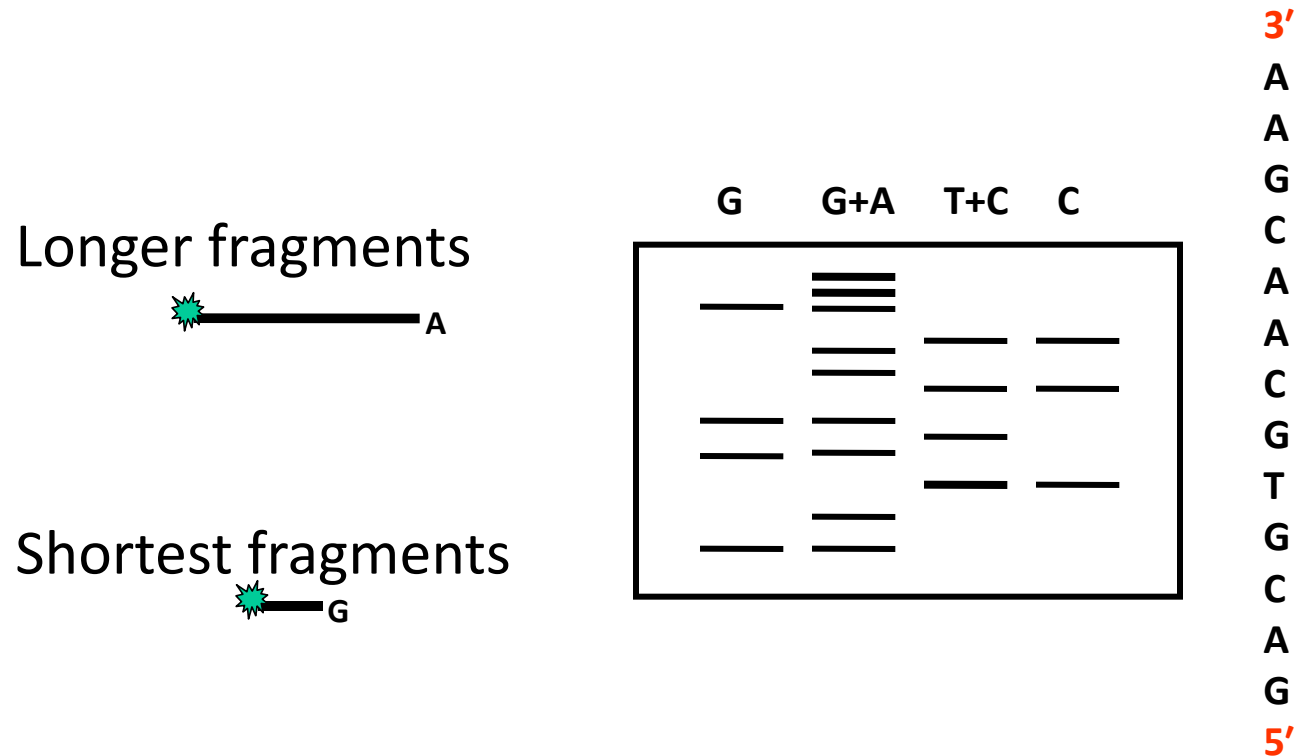 Longer fragments
A
Shortest fragments
G
G G+A T+C C
3′
A
A
G
C
A
A
C
G
T
G
C
A
G
5′